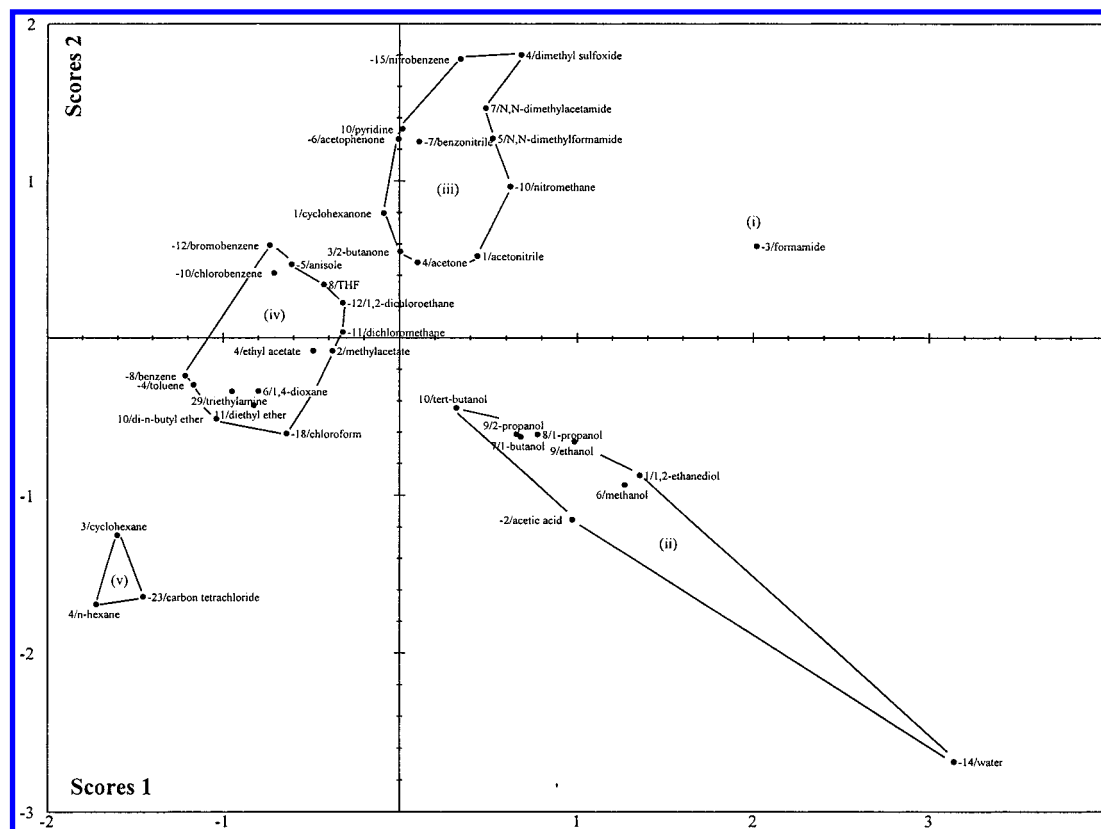 2
Scores 2
-15/nitrobenzene
4/dimethyl sulfoxide
7/N,N-dimethylacetamide
10/pyridine
-6/acetophenone
-7/benzonitrile
5/N,N-dimethylformamide
1
(iii)
-10/nitromethane
1/cyclohexanone
(i)
-12/bromobenzene
3/2-butanone
-3/formamide
-5/anisole
4/acetone
1/acetonitrile
-10/chlorobenzene
8/THF
-12/1,2-dichloroethane
(iv)
-11/dichloromethane
4/ethyl acetate
2/methylacetate
-8/benzene
-4/toluene
6/1,4-dioxane
29/triethylamine
11/diethyl ether
10/di-n-butyl ether
-18/chloroform
10/tert-butanol
9/2-propanol
8/1-propanol
7/1-butanol
9/ethanol
1/1,2-ethanediol
6/methanol
-1
-2/acetic acid
3/cyclohexane
(ii)
(v)
-23/carbon tetrachloride
4/n-hexane
-2
-14/water
Scores 1
-3
-2
-1
0
1
2
3